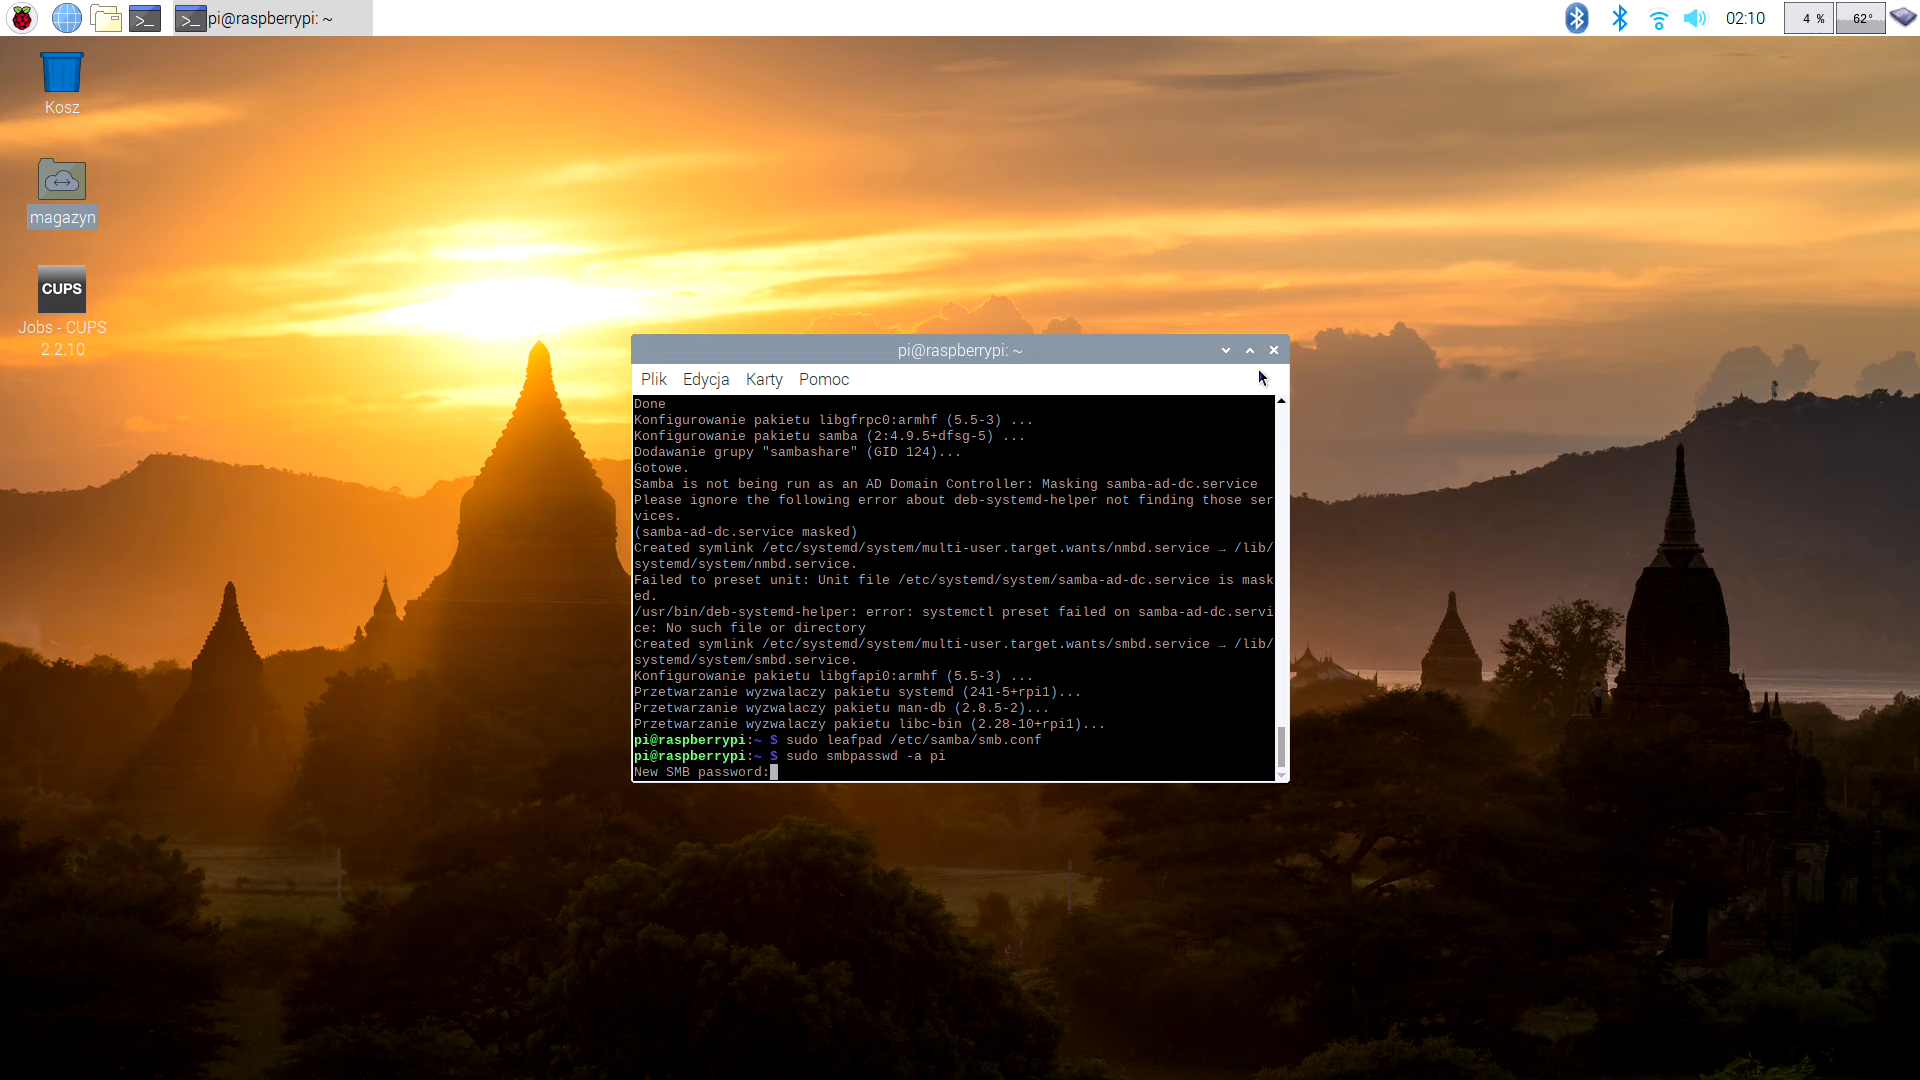 pi@raspberrypi: ~
02:10
4 %
62°
Kosz
magazyn
CUPS
Jobs - CUPS
2.2.10
pi@raspberrypi: ~
Plik Edycja Karty Pomoc
Done
Konfigurowanie pakietu libgfrpc0:armhf (5.5-3) ...
Konfigurowanie pakietu samba (2:4.9.5+dfsg-5) ...
Dodawanie grupy "sambashare" (GID 124)...
Gotowe.
Samba is not being run as an AD Domain Controller: Masking samba-ad-dc.service
Please ignore the following error about deb-systemd-helper not finding those ser
vices.
(samba-ad-dc.service masked)
Created symlink /etc/systemd/system/multi-user.target.wants/nmbd.service → /lib/
systemd/system/nmbd.service.
Failed to preset unit: Unit file /etc/systemd/system/samba-ad-dc.service is mask
ed.
/usr/bin/deb-systemd-helper: error: systemctl preset failed on samba-ad-dc.servi
ce: No such file or directory
Created symlink /etc/systemd/system/multi-user.target.wants/smbd.service → /lib/
systemd/system/smbd.service.
Konfigurowanie pakietu libgfapi0:armhf (5.5-3) ...
Przetwarzanie wyzwalaczy pakietu systemd (241-5+rpi1)...
Przetwarzanie wyzwalaczy pakietu man-db (2.8.5-2)...
Przetwarzanie wyzwalaczy pakietu libc-bin (2.28-10+rpi1)...
pi@raspberrypi:~ $ sudo leafpad /etc/samba/smb.conf
pi@raspberrypi:~ $ sudo smbpasswd -a pi
New SMB password: